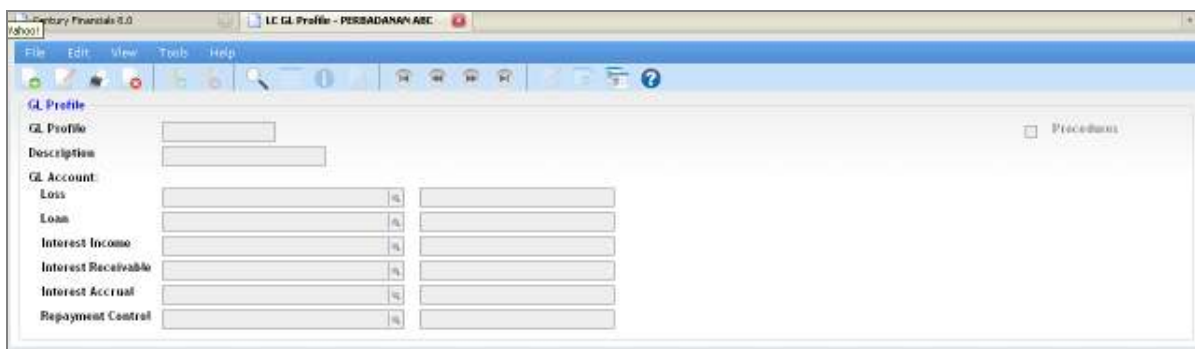 Century Financials 6.0
LC GL Profile - PERBADANAN ABC
Yahoo!
File Edit View Tools Help
GL Profile
GL Profile
Procedures
Description
GL Account:
Loss
Loan
Interest Income
Interest Receivable
Interest Accrual
Repayment Control